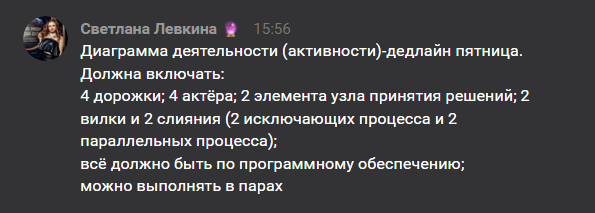 Светлана Левкина 🔮 15:56
Диаграмма деятельности (активности)-дедлайн пятница.
Должна включать:
4 дорожки; 4 актёра; 2 элемента узла принятия решений; 2
вилки и 2 слияния (2 исключающих процесса и 2
параллельных процесса);
всё должно быть по программному обеспечению;
можно выполнять в парах